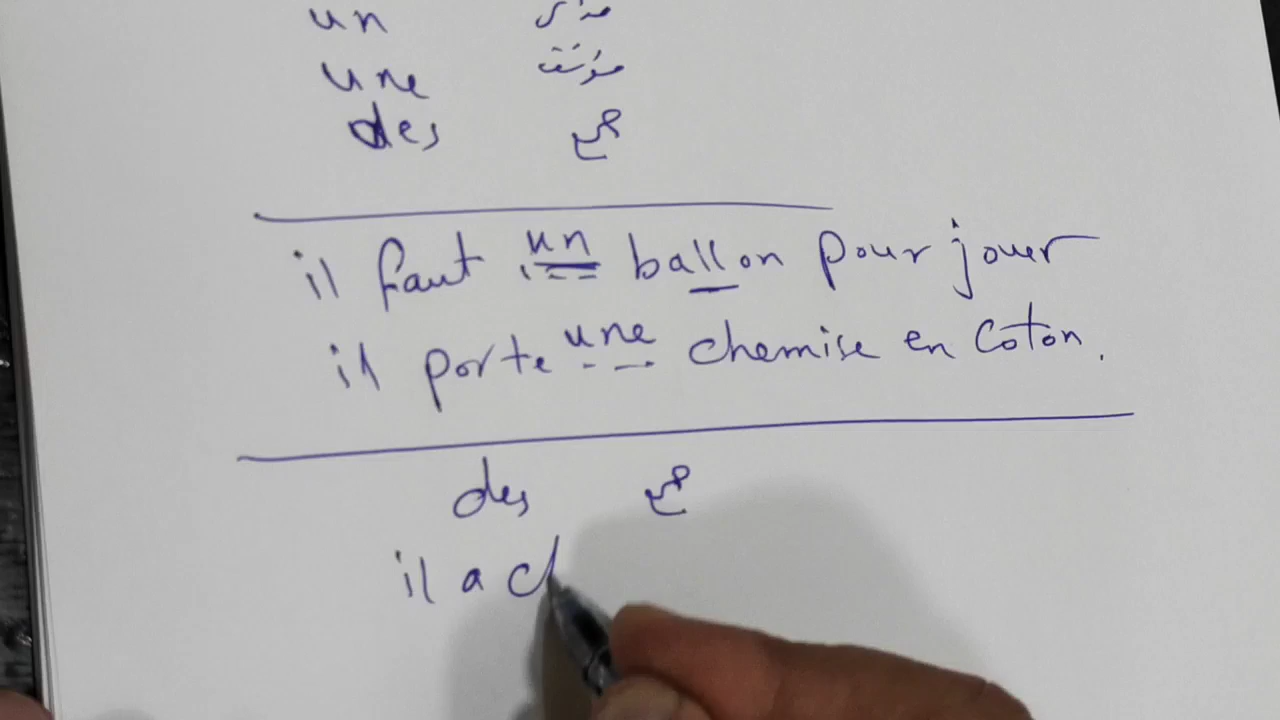 un مذكر
une مؤنث
des جمع
il faut un ballon pour jouer
il porte une chemise en coton.
des جمع
il a ch